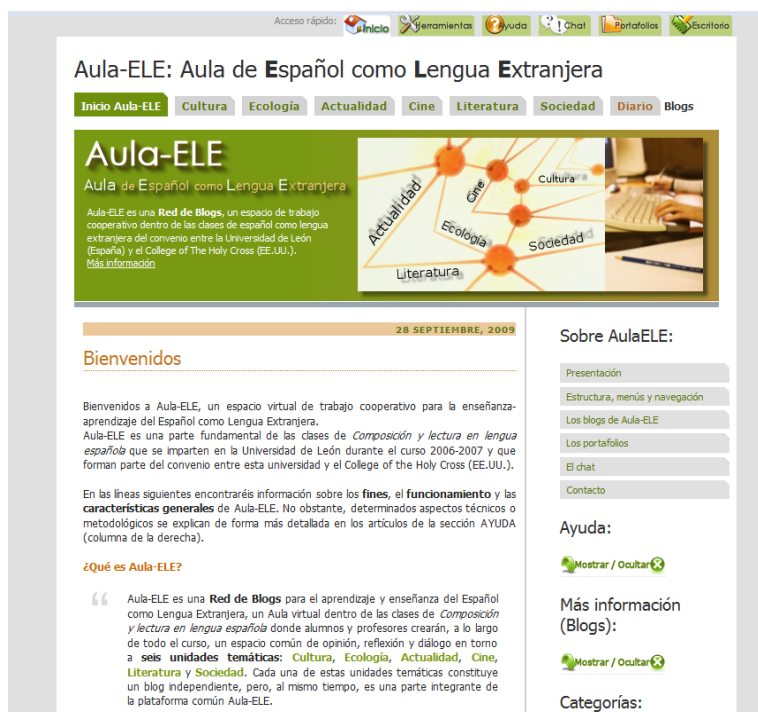 Acceso rápido: Inicio Herramientas Ayuda Chat Portafolios Escritorio
Aula-ELE: Aula de Español como Lengua Extranjera
Inicio Aula-ELE Cultura Ecología Actualidad Cine Literatura Sociedad Diario Blogs
Aula-ELE
Aula de Español como Lengua Extranjera
Aula-ELE es una Red de Blogs, un espacio de trabajo
cooperativo dentro de las clases de español como lengua
extranjera del convenio entre la Universidad de León
(España) y el College of The Holy Cross (EE.UU.).
Más información
Actualidad
Cine
Cultura
Ecología
Sociedad
Literatura
28 SEPTIEMBRE, 2009
Bienvenidos
Bienvenidos a Aula-ELE, un espacio virtual de trabajo cooperativo para la enseñanza-
aprendizaje del Español como Lengua Extranjera.
Aula-ELE es una parte fundamental de las clases de Composición y lectura en lengua
española que se imparten en la Universidad de León durante el curso 2006-2007 y que
forman parte del convenio entre esta universidad y el College of the Holy Cross (EE.UU.).
En las líneas siguientes encontraréis información sobre los fines, el funcionamiento y las
características generales de Aula-ELE. No obstante, determinados aspectos técnicos o
metodológicos se explican de forma más detallada en los artículos de la sección AYUDA
(columna de la derecha).
¿Qué es Aula-ELE?
“ Aula-ELE es una Red de Blogs para el aprendizaje y enseñanza del Español
como Lengua Extranjera, un Aula virtual dentro de las clases de Composición
y lectura en lengua española donde alumnos y profesores crearán, a lo largo
de todo el curso, un espacio común de opinión, reflexión y diálogo en torno
a seis unidades temáticas: Cultura, Ecología, Actualidad, Cine,
Literatura y Sociedad. Cada una de estas unidades temáticas constituye
un blog independiente, pero, al mismo tiempo, es una parte integrante de
la plataforma común Aula-ELE.
Sobre AulaELE:
Presentación
Estructura, menús y navegación
Los blogs de Aula-ELE
Los portafolios
El chat
Contacto
Ayuda:
Mostrar / Ocultar
Más información
(Blogs):
Mostrar / Ocultar
Categorías: